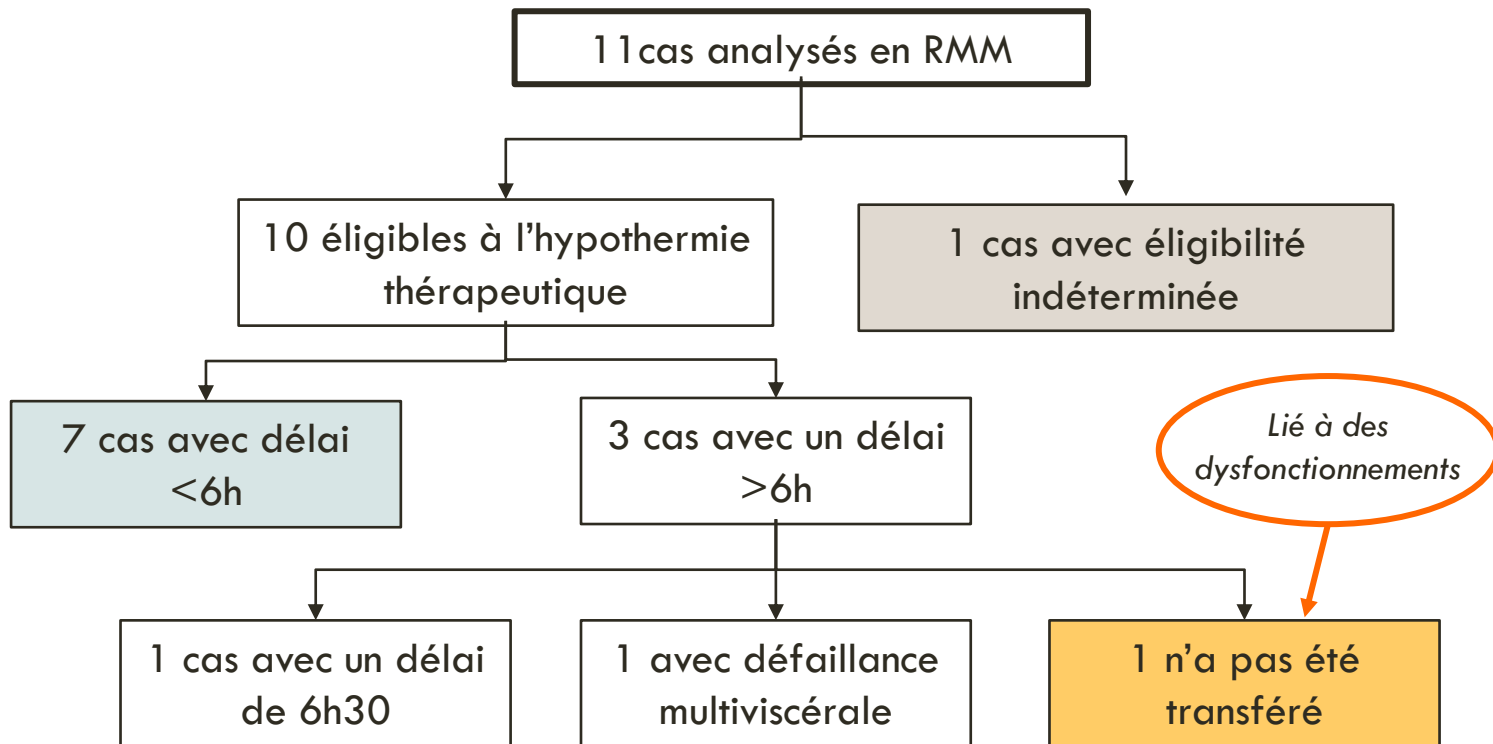 11cas analysés en RMM
10 éligibles à l’hypothermie
thérapeutique
1 cas avec éligibilité
indéterminée
7 cas avec délai
<6h
3 cas avec un délai
>6h
Lié à des
dysfonctionnements
1 cas avec un délai
de 6h30
1 avec défaillance
multiviscérale
1 n’a pas été
transféré